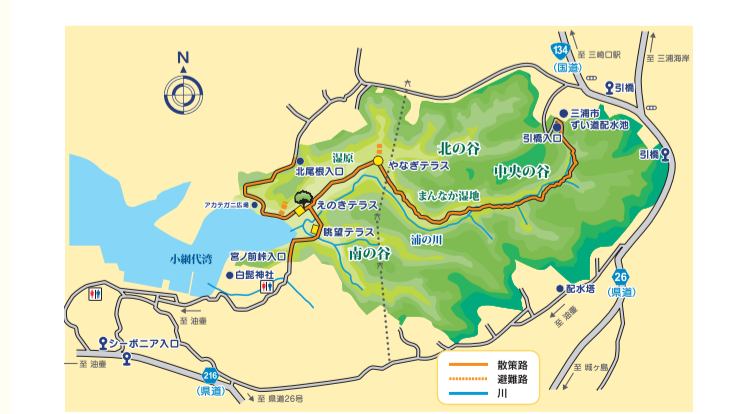 N
134
(国道)
至 三崎口駅
至 三浦海岸
引橋
三浦市
ずい道配水池
引橋入口
引橋
北の谷
中央の谷
湿原
やなぎテラス
北尾根入口
まんなか湿地
アカテガニ広場
えのきテラス
眺望テラス
浦の川
南の谷
小網代湾
宮ノ前峠入口
白髭神社
26
(県道)
配水塔
至 油壷
至 油壷
シーボニア入口
至 油壷
216
(県道)
至 県道26号
至 城ヶ島
散策路
避難路
川